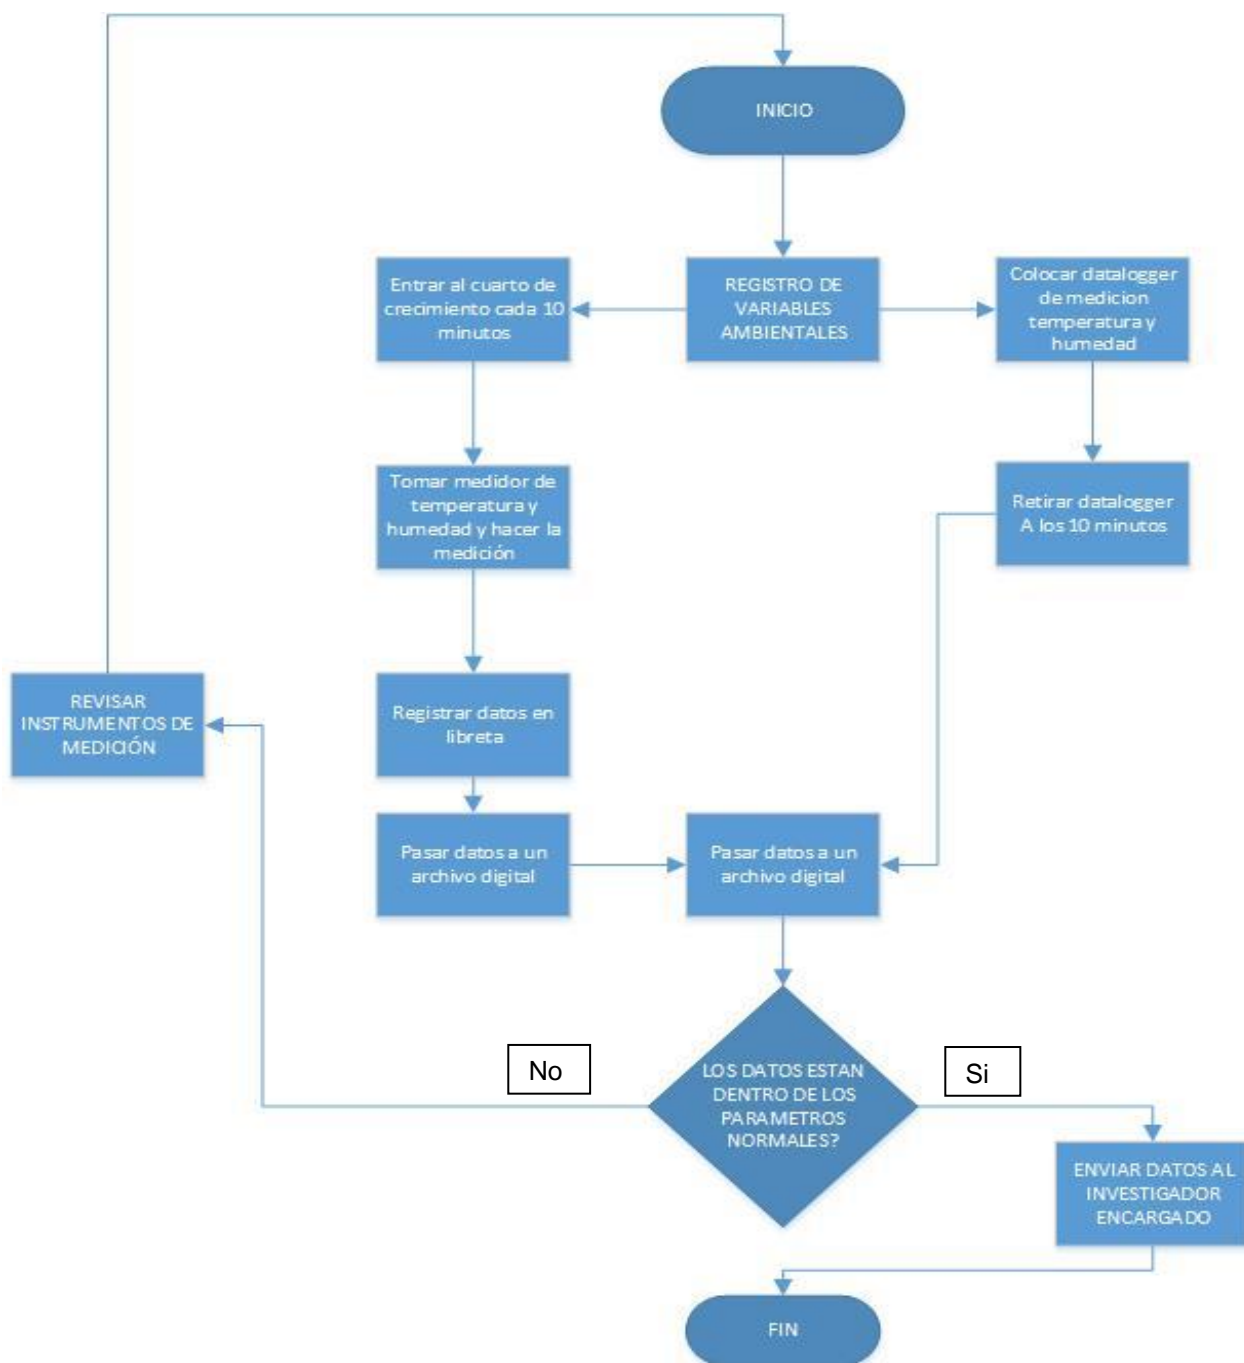 INICIO
Entrar al cuarto de
crecimiento cada 10
minutos
REGISTRO DE
VARIABLES
AMBIENTALES
Colocar datalogger
de medicion
temperatura y
humedad
Tomar medidor de
temperatura y
humedad y hacer la
medición
Retirar datalogger
A los 10 minutos
REVISAR
INSTRUMENTOS DE
MEDICIÓN
Registrar datos en
libreta
Pasar datos a un
archivo digital
Pasar datos a un
archivo digital
No
LOS DATOS ESTAN
DENTRO DE LOS
PARAMETROS
NORMALES?
Si
ENVIAR DATOS AL
INVESTIGADOR
ENCARGADO
FIN